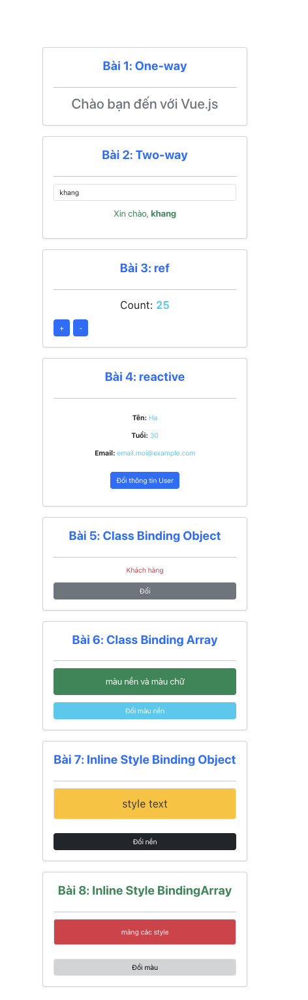 Bài 1: One-way
Chào bạn đến với Vue.js
Bài 2: Two-way
khang
Xin chào, khang
Bài 3: ref
Count: 25
+ -
Bài 4: reactive
Tên: Ha
Tuổi: 30
Email: email.moi@example.com
Đổi thông tin User
Bài 5: Class Binding Object
Khách hàng
Đổi
Bài 6: Class Binding Array
màu nền và màu chữ
Đổi màu nền
Bài 7: Inline Style Binding Object
style text
Đổi nền
Bài 8: Inline Style BindingArray
mảng các style
Đổi màu